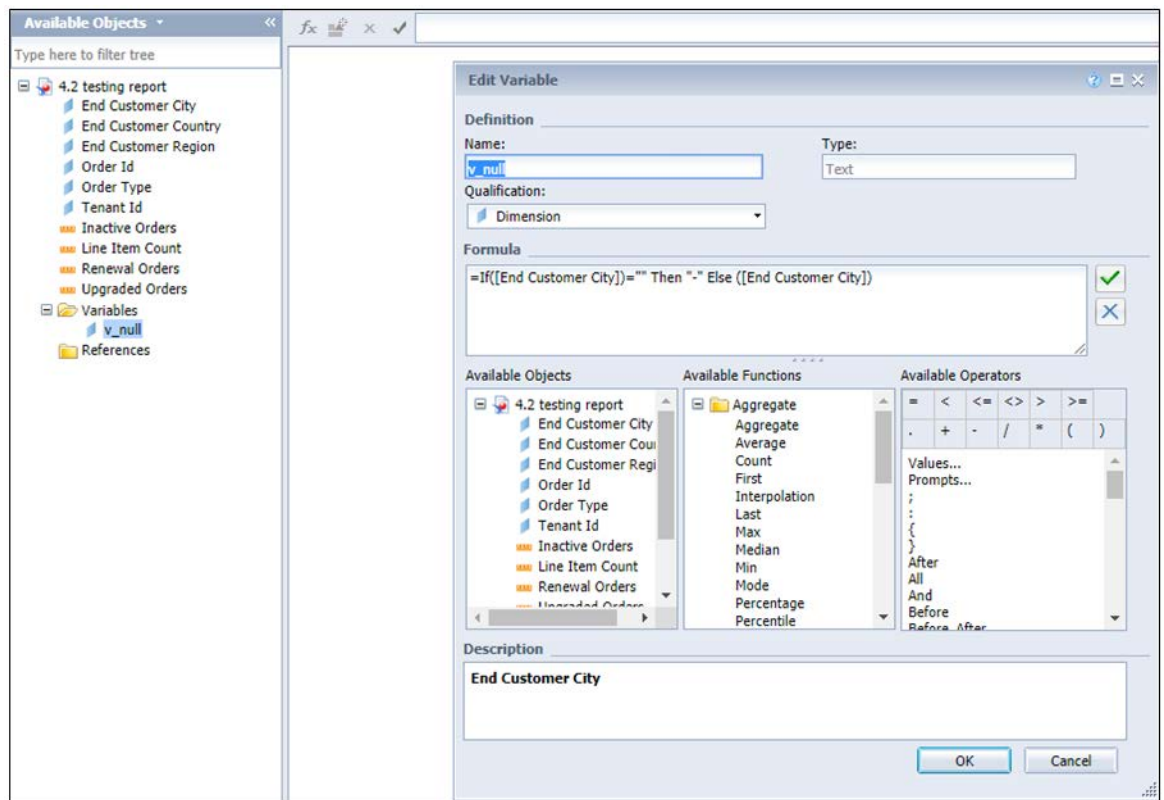 Available Objects
Type here to filter tree
4.2 testing report
End Customer City
End Customer Country
End Customer Region
Order Id
Order Type
Tenant Id
Inactive Orders
Line Item Count
Renewal Orders
Upgraded Orders
Variables
v_null
References
fx
Edit Variable
Definition
Name: Type:
v_null Text
Qualification:
Dimension
Formula
=If([End Customer City])="" Then "-" Else ([End Customer City])
Available Objects
4.2 testing report
End Customer City
End Customer Cou
End Customer Regi
Order Id
Order Type
Tenant Id
Inactive Orders
Line Item Count
Renewal Orders
Upgraded Orders
Available Functions
Aggregate
Aggregate
Average
Count
First
Interpolation
Last
Max
Median
Min
Mode
Percentage
Percentile
Available Operators
= < <= <> > >=
. + - / * ( )
Values...
Prompts...
;
:
{
}
After
All
And
Before
Before After
Description
End Customer City
OK Cancel